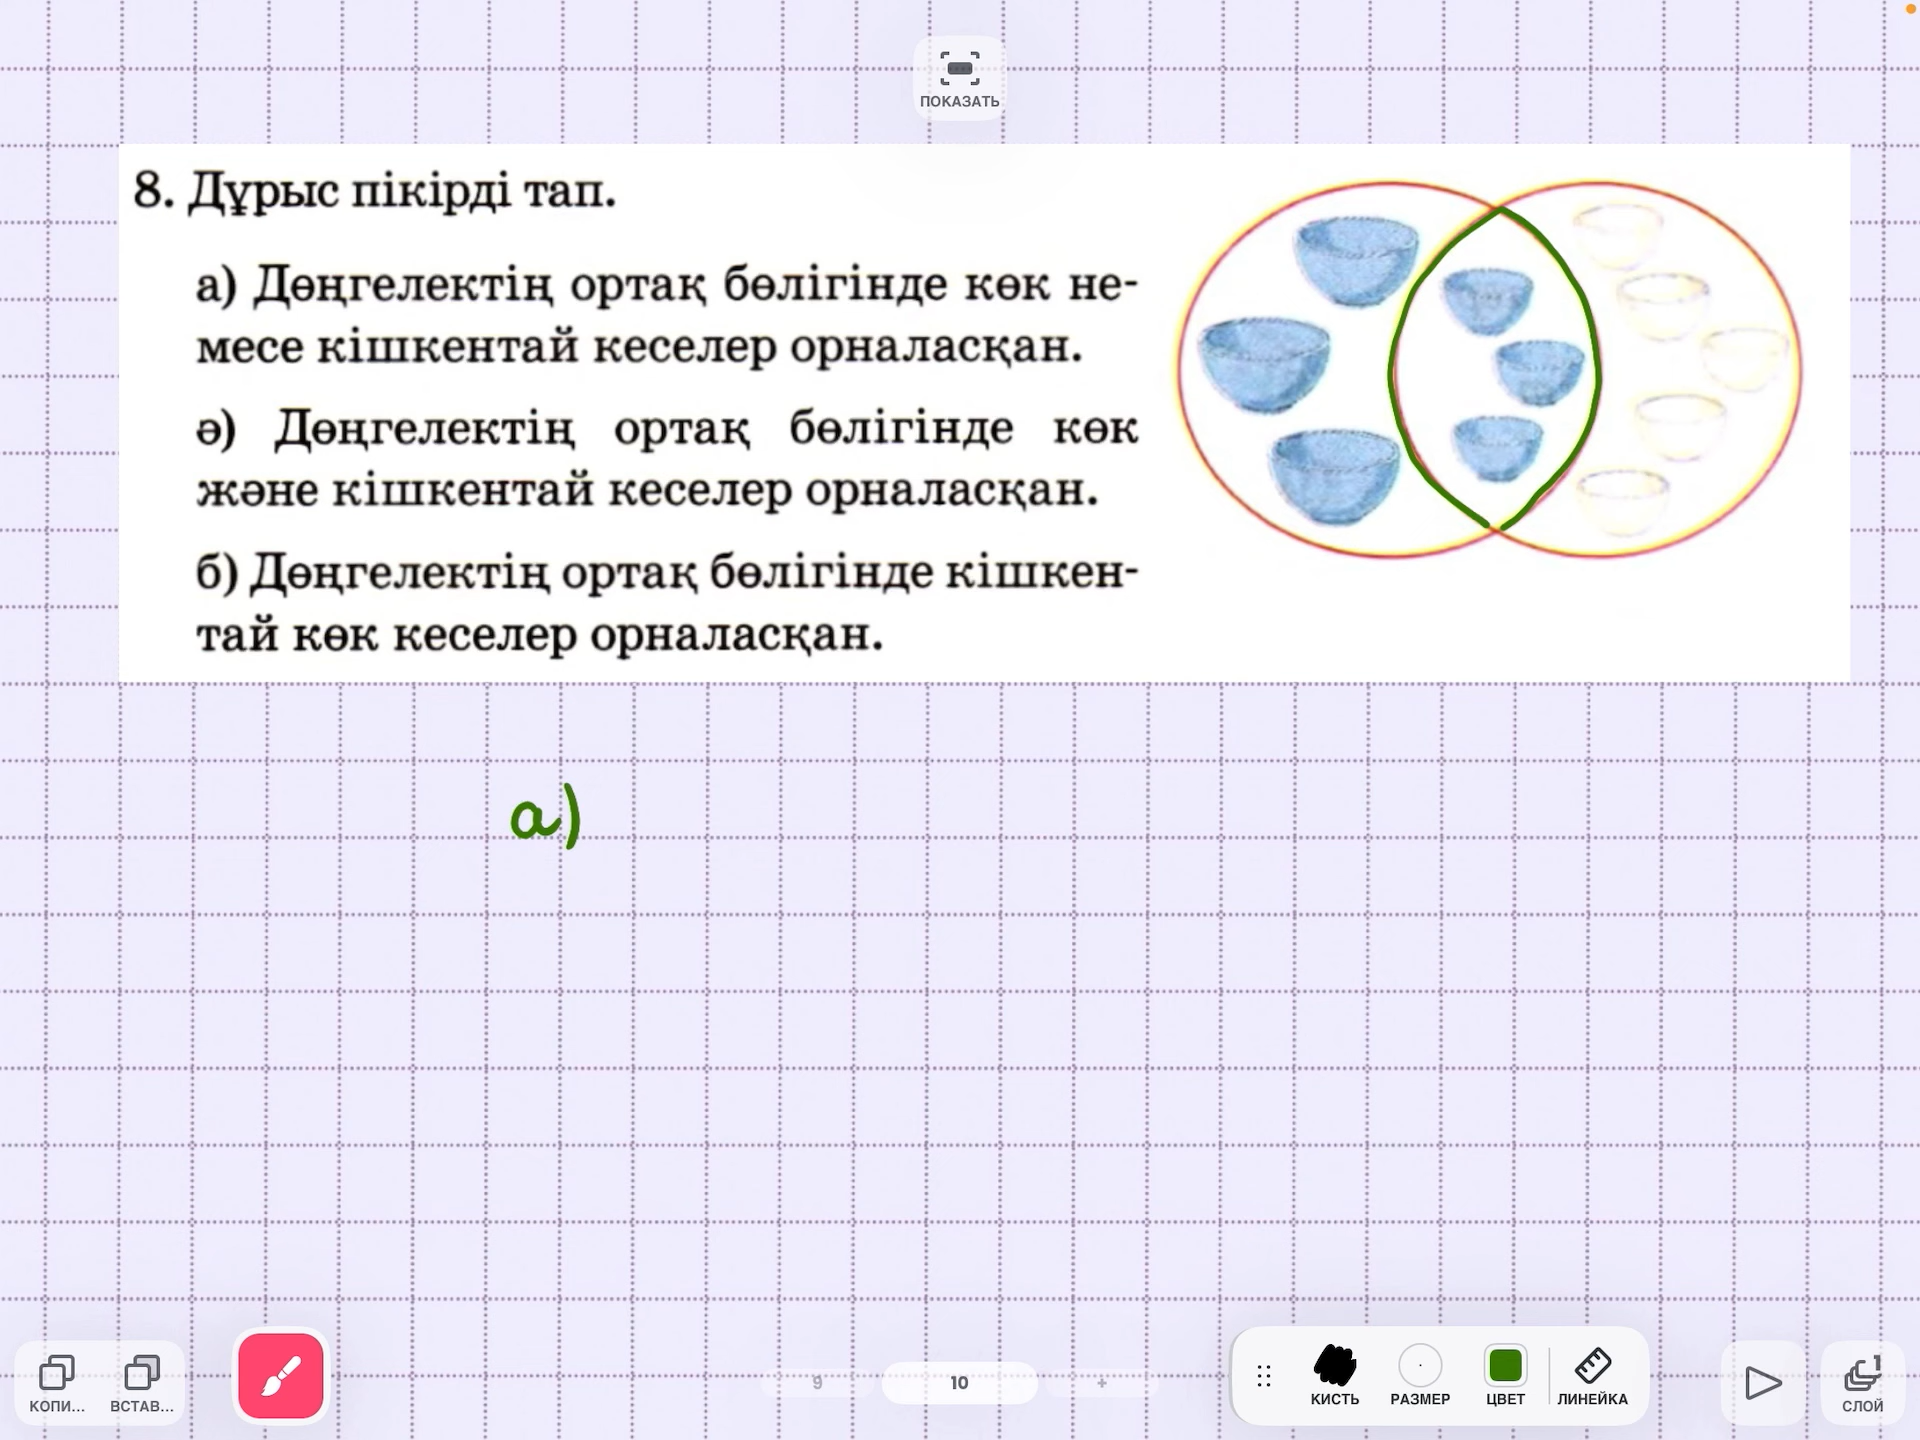 ПОКАЗАТЬ
8. Дұрыс пікірді тап.
а) Дөңгелектің ортақ бөлігінде көк не-
месе кішкентай кеселер орналасқан.
ә) Дөңгелектің ортақ бөлігінде көк
және кішкентай кеселер орналасқан.
б) Дөңгелектің ортақ бөлігінде кішкен-
тай көк кеселер орналасқан.
а)
КОПИ...
ВСТАВ...
9
10
+
КИСТЬ
РАЗМЕР
ЦВЕТ
ЛИНЕЙКА
1
СЛОЙ